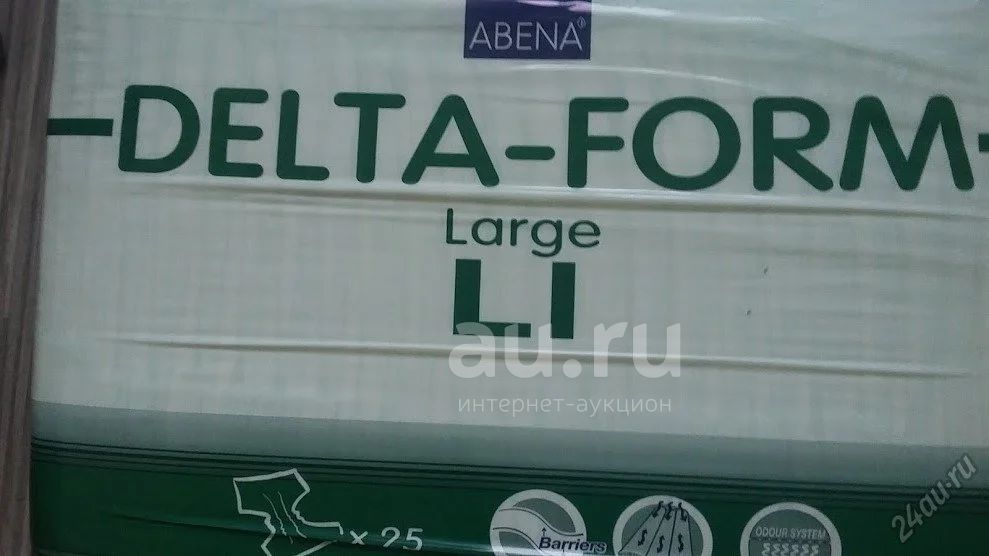 ABENA
-DELTA-FORM-
Large
L1
au.ru
интернет-аукцион
× 25
Barriers
ODOUR SYSTEM
24au.ru